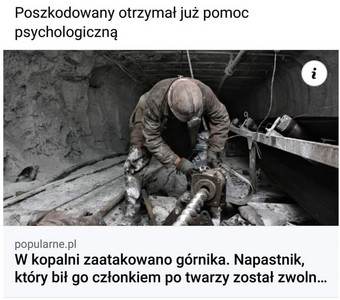 Poszkodowany otrzymał już pomoc
psychologiczną
i
popularne.pl
W kopalni zaatakowano górnika. Napastnik,
który bił go członkiem po twarzy został zwoln...